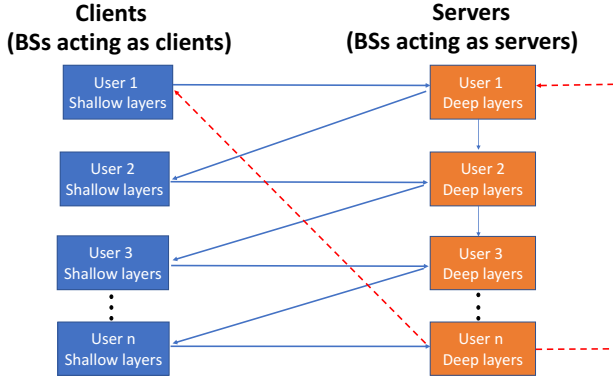 Clients
(BSs acting as clients)
Servers
(BSs acting as servers)
User 1
Shallow layers
User 1
Deep layers
User 2
Shallow layers
User 2
Deep layers
User 3
Shallow layers
User 3
Deep layers
User n
Shallow layers
User n
Deep layers